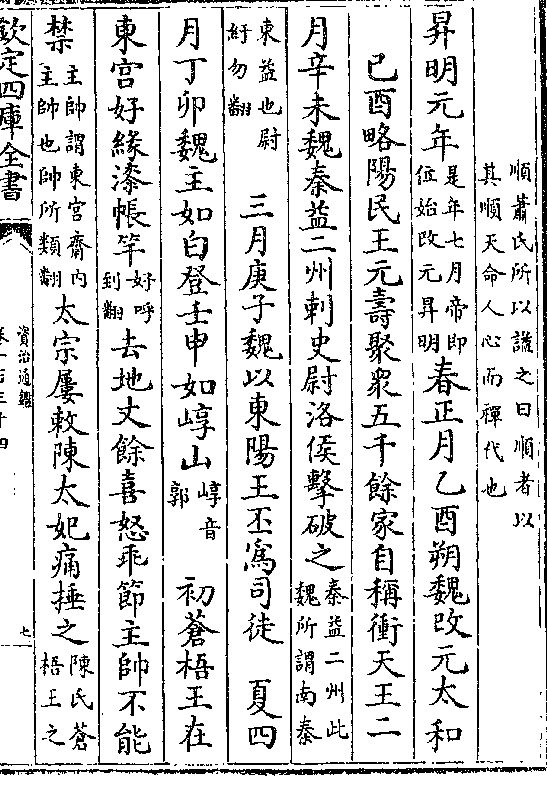 順蕭氏所以諡之曰順者以
其順天命人心而禪代也
昇明元年是年七月帝即位始改元昇明春正月乙酉朔魏改元太和
己酉略陽民王元壽聚衆五千餘家自稱衝天王二
月辛未魏秦益二州刺史尉洛侯擊破之秦益二州此魏所謂南秦
東益也尉紆勿翻　三月庚子魏以東陽王丕為司徒　夏四
月丁卯魏主如白登壬申如崞山崞音郭　初蒼梧王在
東宫好緣漆帳竿好呼到翻去地丈餘喜怒乖節主帥不能
禁主帥謂東宫齋内主帥也帥所類翻太宗屢敕陳太妃痛捶之陳氏蒼梧王之
欽定四庫全書
資治通鑑
卷一百三十四
七